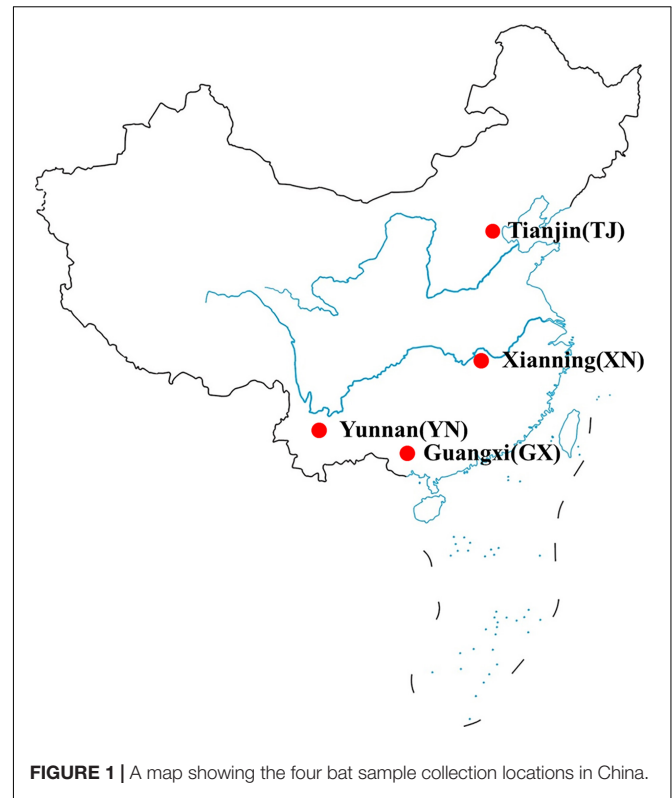 Tianjin(TJ)
Xianning(XN)
Yunnan(YN)
Guangxi(GX)
FIGURE 1 | A map showing the four bat sample collection locations in China.